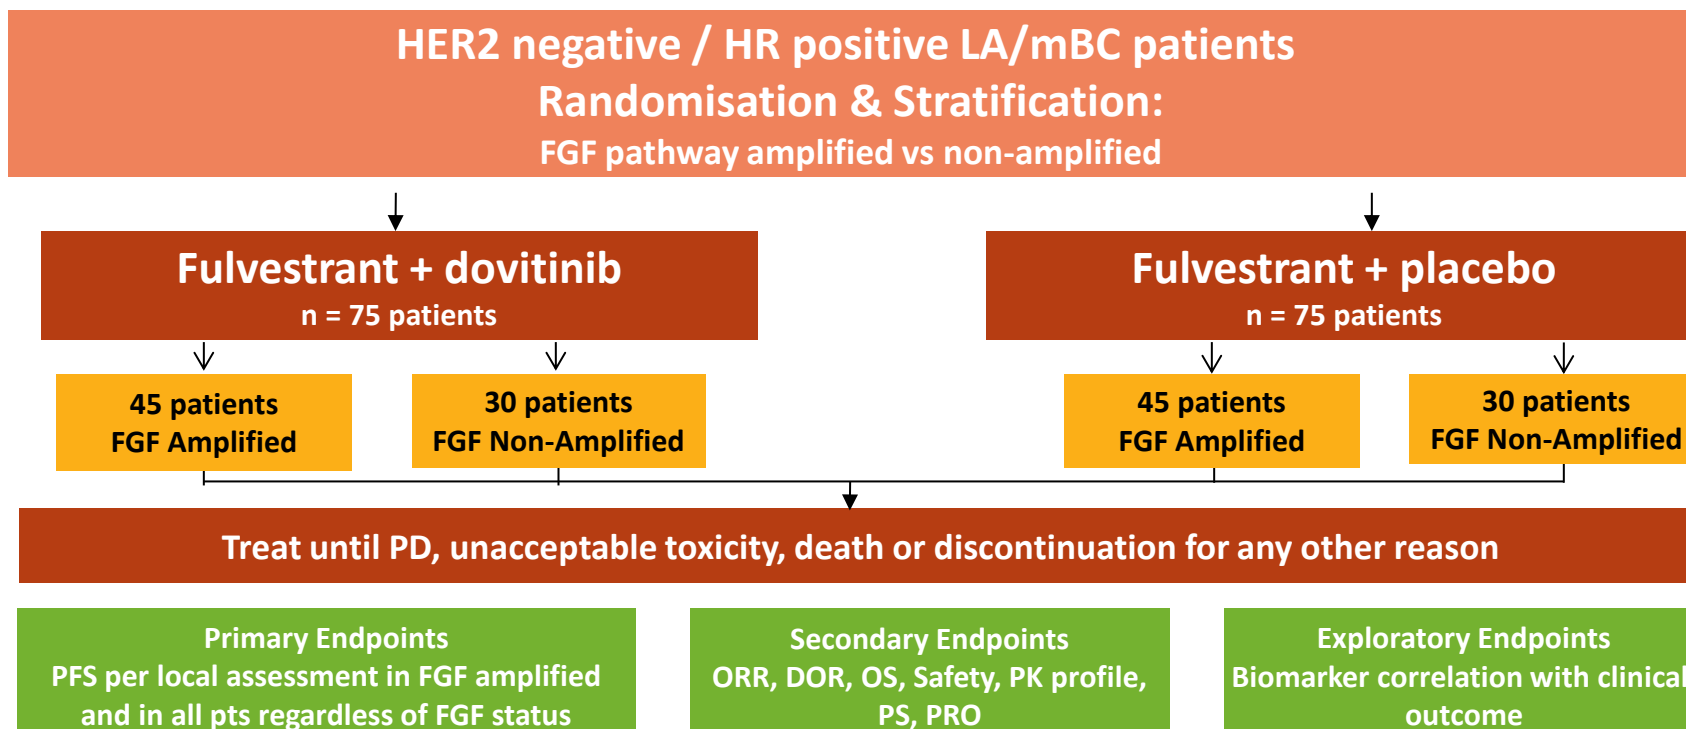 HER2 negative / HR positive LA/mBC patients
Randomisation & Stratification:
FGF pathway amplified vs non-amplified
Fulvestrant + dovitinib
n = 75 patients
Fulvestrant + placebo
n = 75 patients
45 patients
FGF Amplified
30 patients
FGF Non-Amplified
45 patients
FGF Amplified
30 patients
FGF Non-Amplified
Treat until PD, unacceptable toxicity, death or discontinuation for any other reason
Primary Endpoints
PFS per local assessment in FGF amplified
and in all pts regardless of FGF status
Secondary Endpoints
ORR, DOR, OS, Safety, PK profile,
PS, PRO
Exploratory Endpoints
Biomarker correlation with clinical
outcome